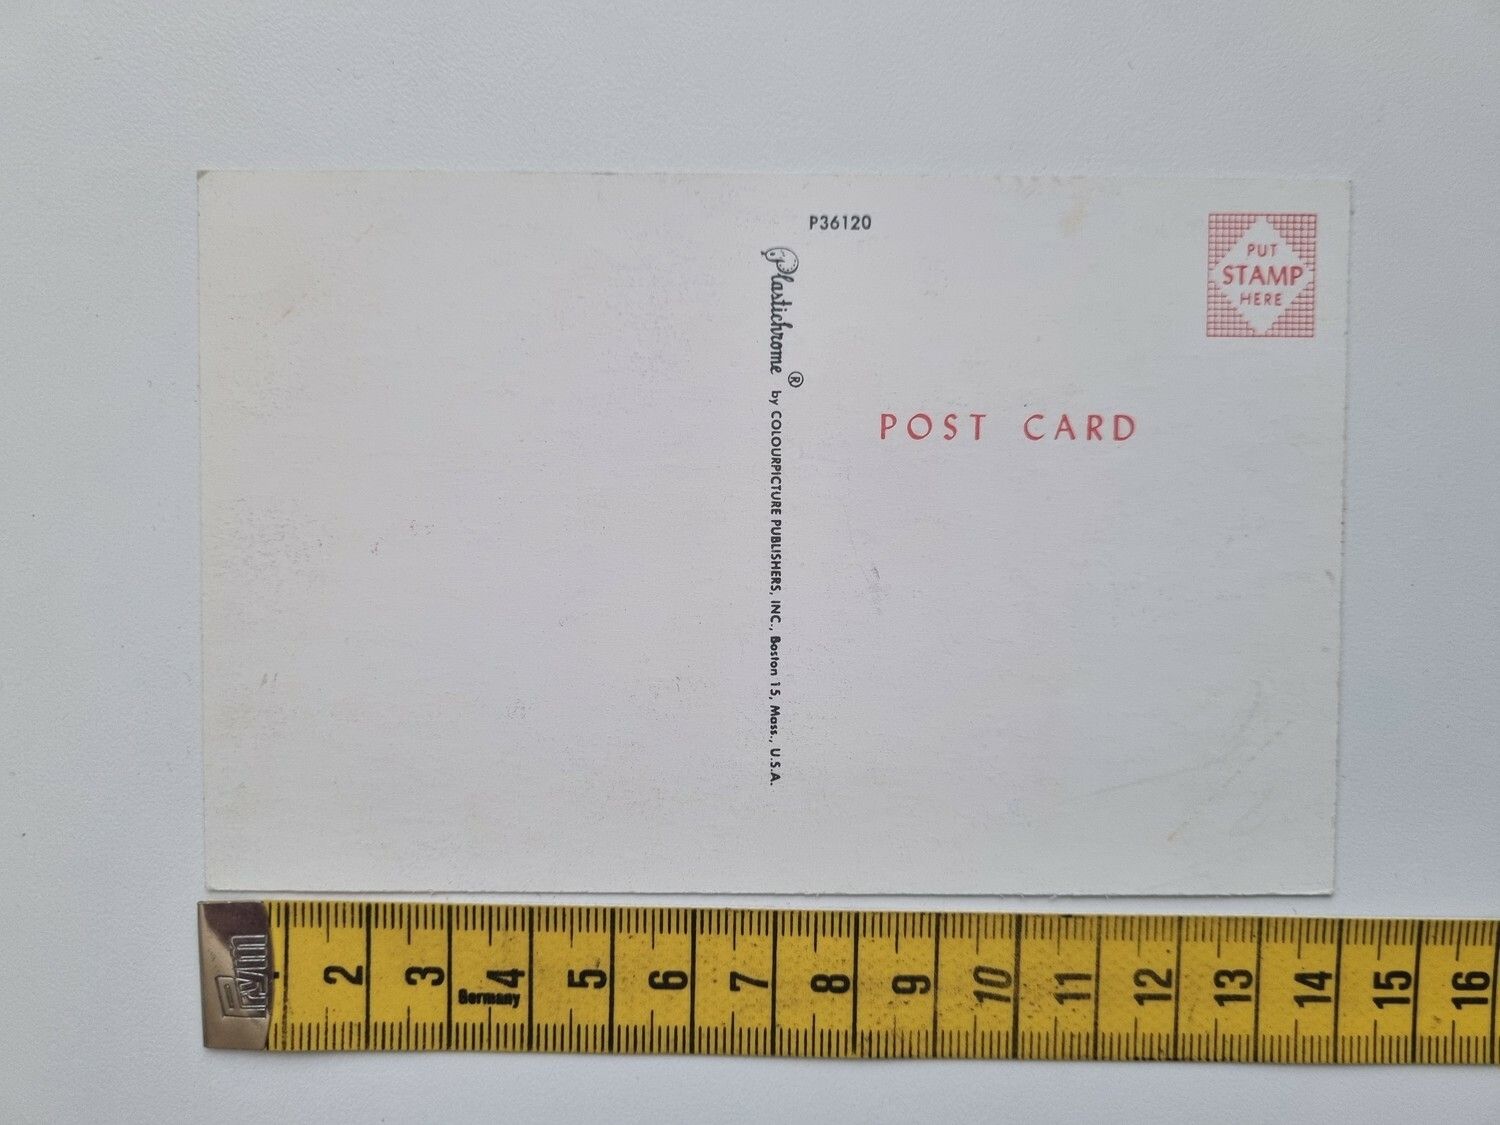 P36120
PUT
STAMP
HERE
Plastichrome ® by COLOURPICTURE PUBLISHERS, INC., Boston 15, Mass., U.S.A.
POST CARD
Prym
2 3 4 5 6 7 8 9 10 11 12 13 14 15 16
Germany